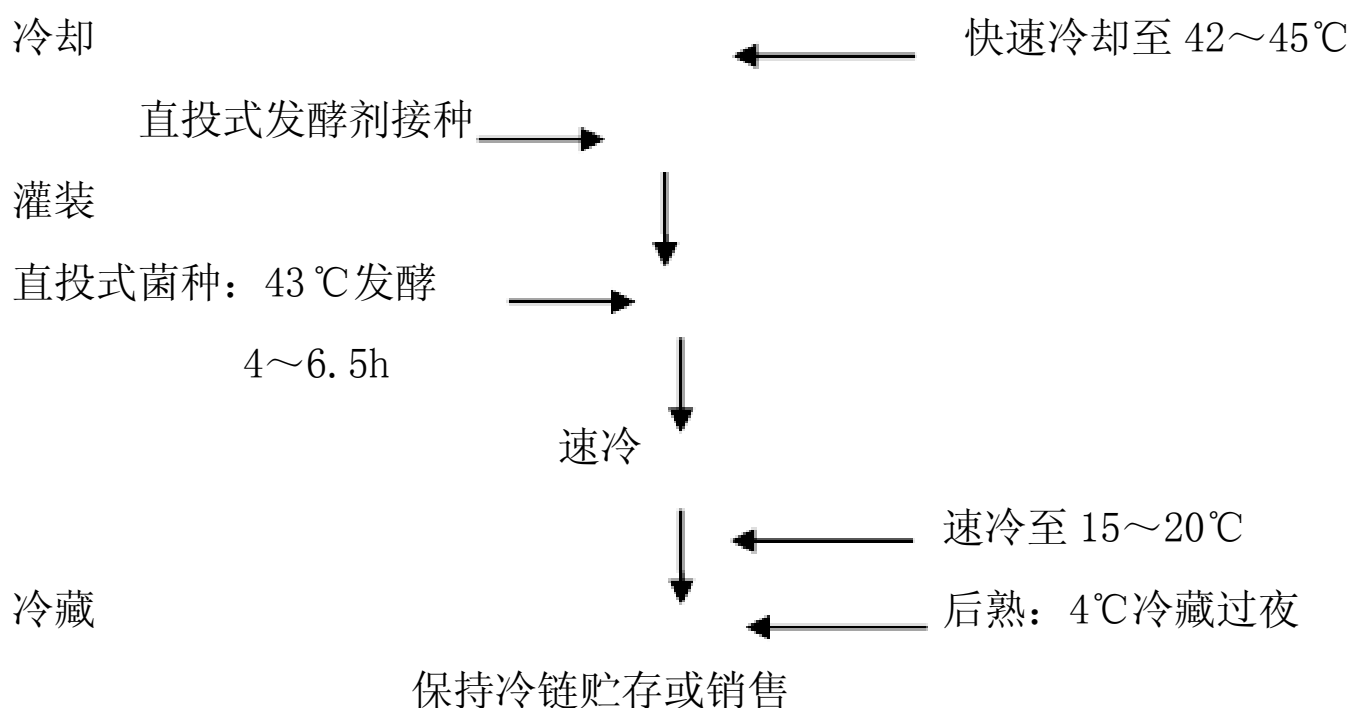 冷却 快速冷却至 42～45℃
直投式发酵剂接种
灌装
直投式菌种：43℃发酵
4～6.5h
速冷
速冷至 15～20℃
冷藏 后熟：4℃冷藏过夜
保持冷链贮存或销售